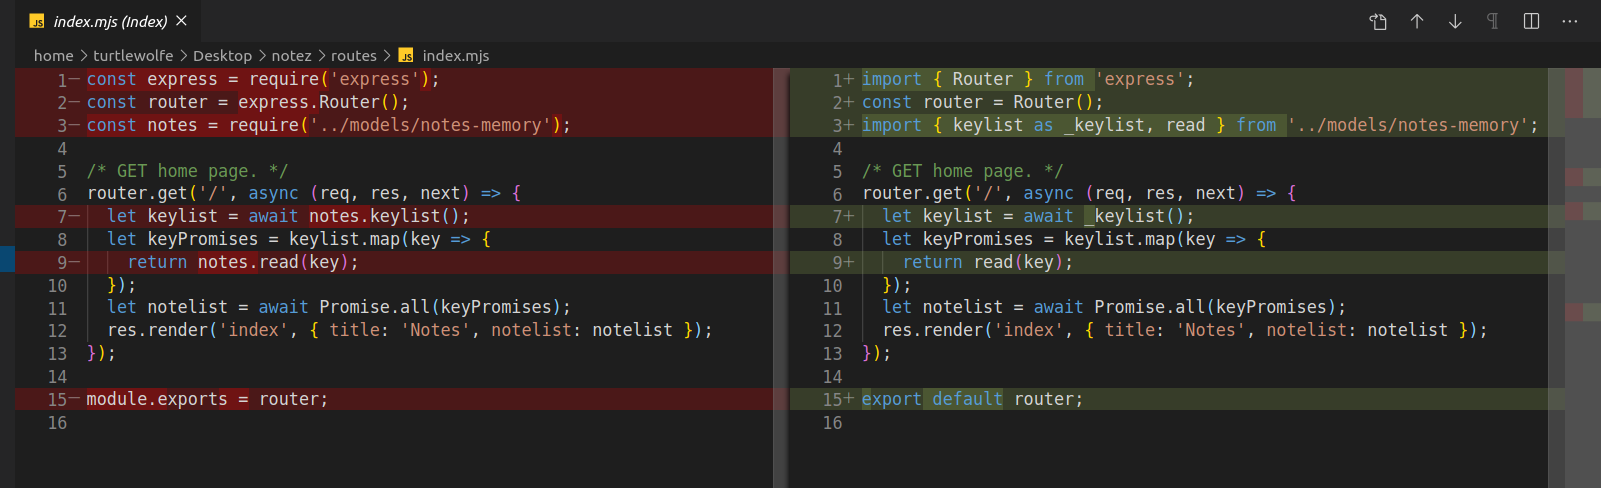 JS index.mjs (Index) ×
home > turtlewolfe > Desktop > notez > routes > JS index.mjs
1− const express = require('express');
2− const router = express.Router();
3− const notes = require('../models/notes-memory');
4
5 /* GET home page. */
6 router.get('/', async (req, res, next) => {
7− let keylist = await notes.keylist();
8 let keyPromises = keylist.map(key => {
9− return notes.read(key);
10 });
11 let notelist = await Promise.all(keyPromises);
12 res.render('index', { title: 'Notes', notelist: notelist });
13 });
14
15− module.exports = router;
16
1+ import { Router } from 'express';
2+ const router = Router();
3+ import { keylist as _keylist, read } from '../models/notes-memory';
4
5 /* GET home page. */
6 router.get('/', async (req, res, next) => {
7+ let keylist = await _keylist();
8 let keyPromises = keylist.map(key => {
9+ return read(key);
10 });
11 let notelist = await Promise.all(keyPromises);
12 res.render('index', { title: 'Notes', notelist: notelist });
13 });
14
15+ export default router;
16